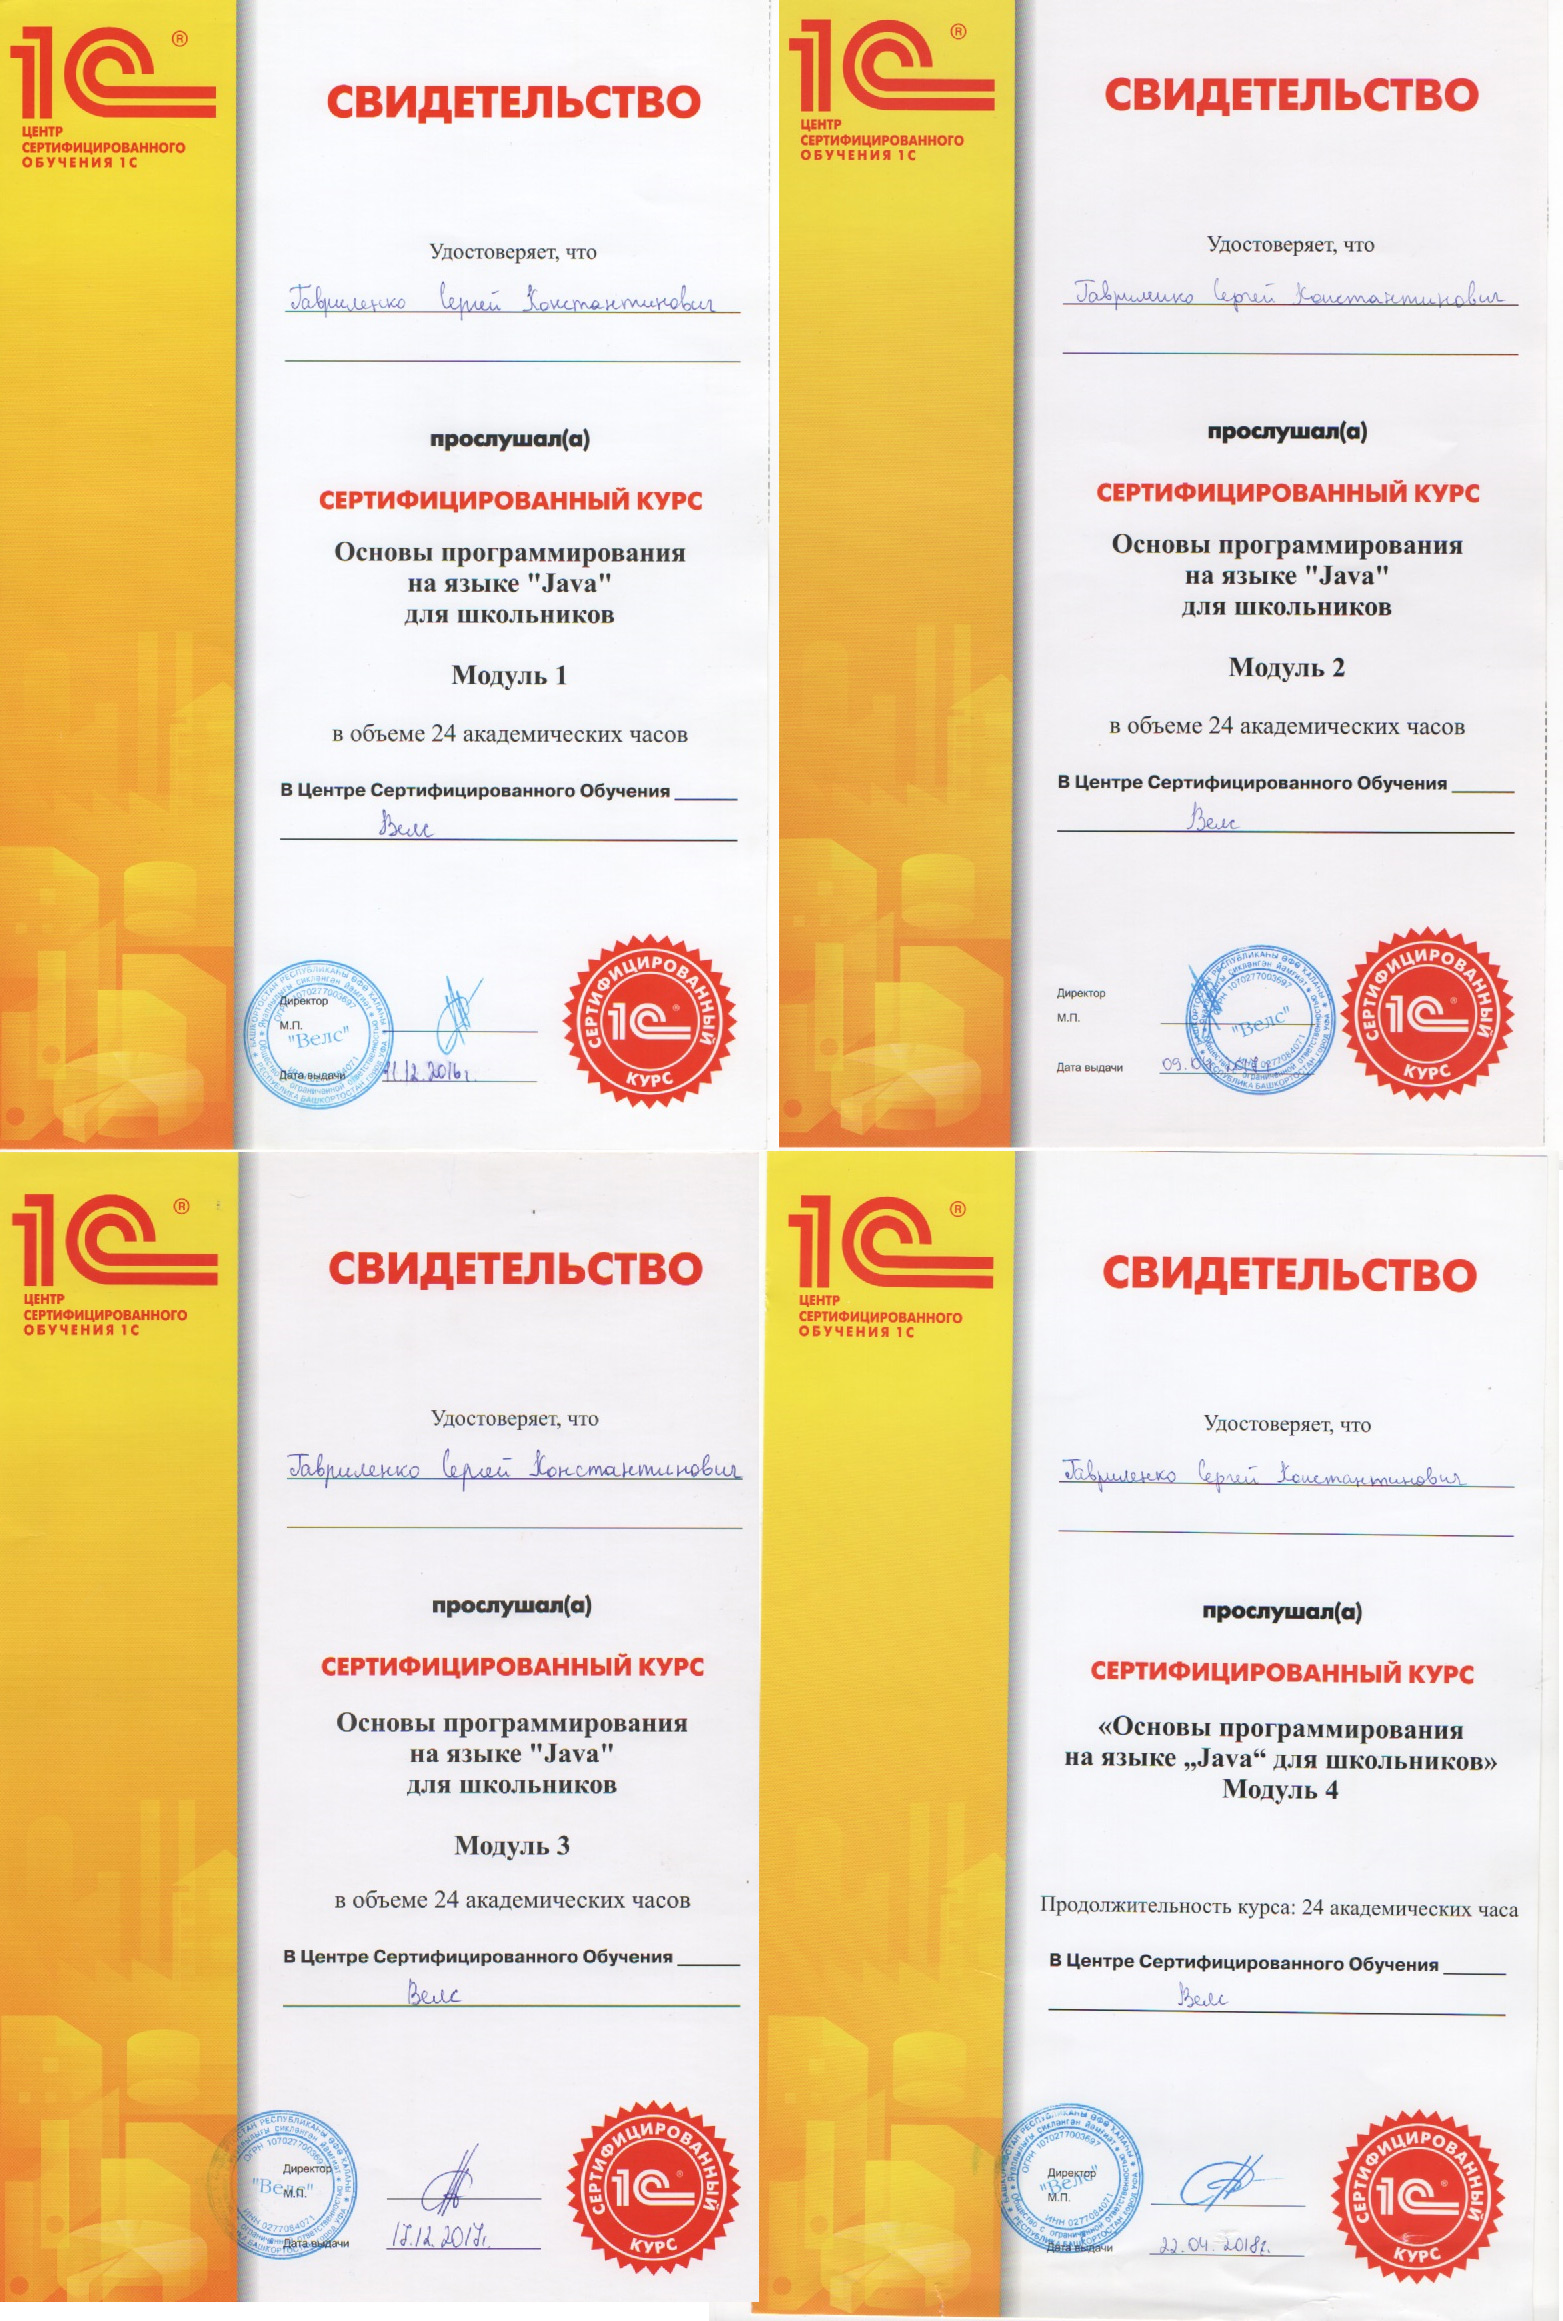 1С ®
ЦЕНТР
СЕРТИФИЦИРОВАННОГО
ОБУЧЕНИЯ 1С
СВИДЕТЕЛЬСТВО
Удостоверяет, что
Гавриленко Сергей Константинович
прослушал(а)
СЕРТИФИЦИРОВАННЫЙ КУРС
Основы программирования
на языке "Java"
для школьников
Модуль 1
в объеме 24 академических часов
В Центре Сертифицированного Обучения
Велс
Директор
М.П.
"Велс"
Дата выдачи 11.12.2016г.
СЕРТИФИЦИРОВАННЫЙ
1С ®
КУРС
1С ®
ЦЕНТР
СЕРТИФИЦИРОВАННОГО
ОБУЧЕНИЯ 1С
СВИДЕТЕЛЬСТВО
Удостоверяет, что
Гавриленко Сергей Константинович
прослушал(а)
СЕРТИФИЦИРОВАННЫЙ КУРС
Основы программирования
на языке "Java"
для школьников
Модуль 2
в объеме 24 академических часов
В Центре Сертифицированного Обучения
Велс
Директор
М.П.
"Велс"
Дата выдачи
СЕРТИФИЦИРОВАННЫЙ
1С ®
КУРС
1С ®
ЦЕНТР
СЕРТИФИЦИРОВАННОГО
ОБУЧЕНИЯ 1С
СВИДЕТЕЛЬСТВО
Удостоверяет, что
Гавриленко Сергей Константинович
прослушал(а)
СЕРТИФИЦИРОВАННЫЙ КУРС
Основы программирования
на языке "Java"
для школьников
Модуль 3
в объеме 24 академических часов
В Центре Сертифицированного Обучения
Велс
Директор
М.П.
"Велс"
ИНН 0277084071
Дата выдачи 17.12.2017г.
СЕРТИФИЦИРОВАННЫЙ
1С ®
КУРС
1С ®
ЦЕНТР
СЕРТИФИЦИРОВАННОГО
ОБУЧЕНИЯ 1С
СВИДЕТЕЛЬСТВО
Удостоверяет, что
Гавриленко Сергей Константинович
прослушал(а)
СЕРТИФИЦИРОВАННЫЙ КУРС
«Основы программирования
на языке „Java“ для школьников»
Модуль 4
Продолжительность курса: 24 академических часа
В Центре Сертифицированного Обучения
Велс
ОГРН 1070277003697
Директор
"Велс"
М.П.
ИНН 0277084071
Дата выдачи 22.04.2018г.
СЕРТИФИЦИРОВАННЫЙ
1С ®
КУРС